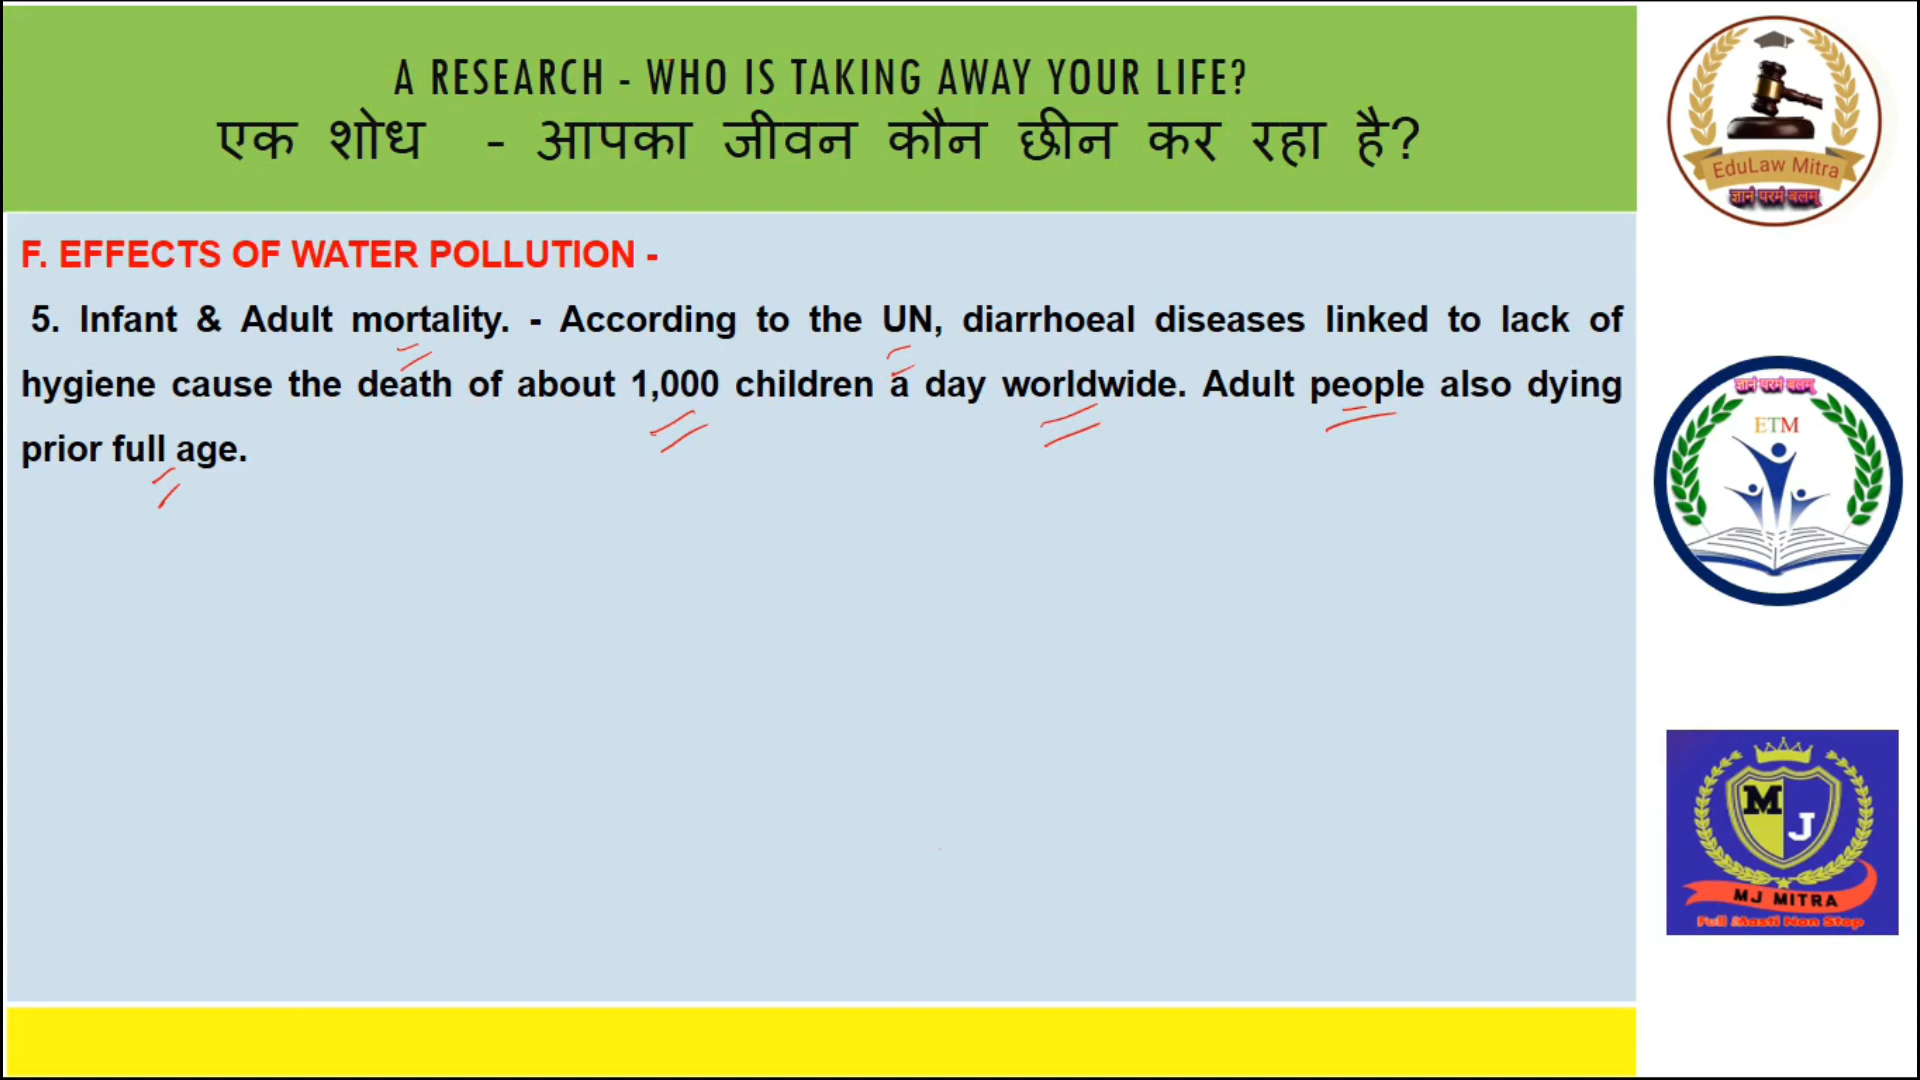 A RESEARCH - WHO IS TAKING AWAY YOUR LIFE?
एक शोध - आपका जीवन कौन छीन कर रहा है?
F. EFFECTS OF WATER POLLUTION -
5. Infant & Adult mortality. - According to the UN, diarrhoeal diseases linked to lack of
hygiene cause the death of about 1,000 children a day worldwide. Adult people also dying
prior full age.
EduLaw Mitra
ज्ञानं परमं बलम्
ज्ञानं परमं बलम्
ETM
M J
MJ MITRA
Full Masti Non Stop